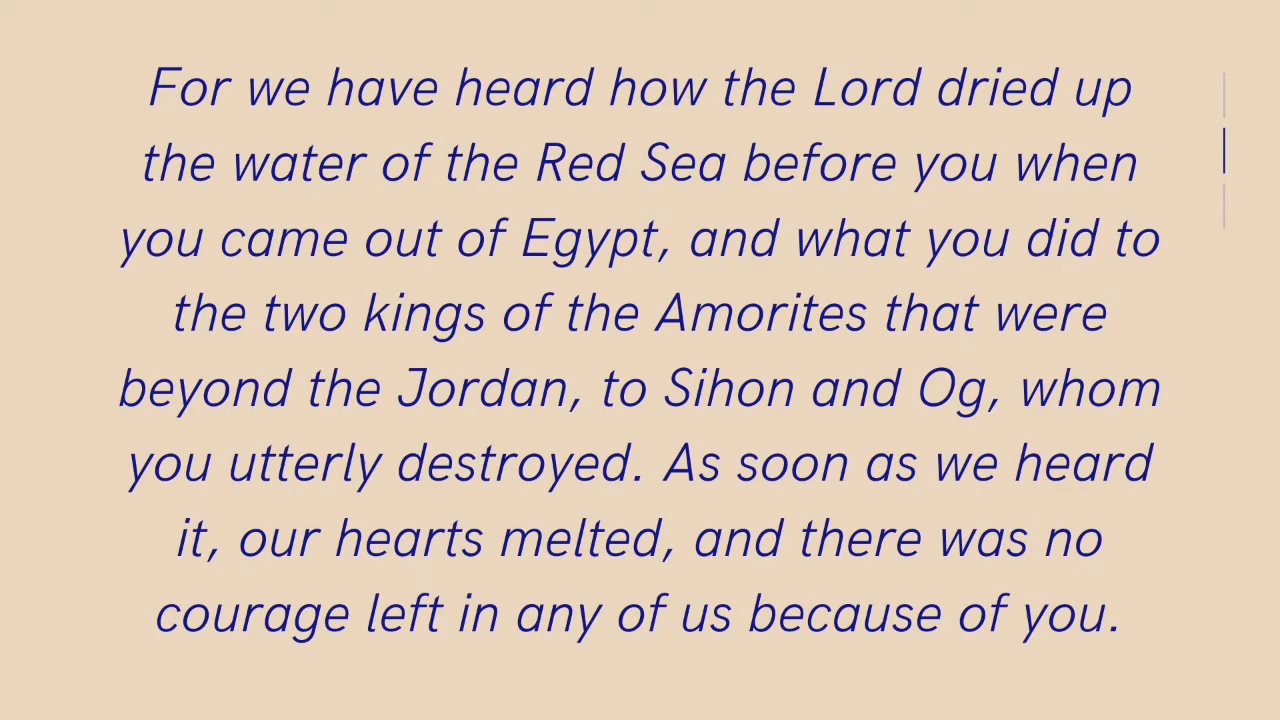 For we have heard how the Lord dried up
the water of the Red Sea before you when
you came out of Egypt, and what you did to
the two kings of the Amorites that were
beyond the Jordan, to Sihon and Og, whom
you utterly destroyed. As soon as we heard
it, our hearts melted, and there was no
courage left in any of us because of you.